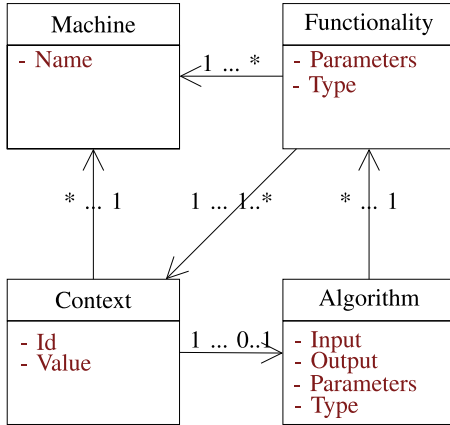 Machine
- Name
Functionality
- Parameters
- Type
1 ... *
* ... 1
1 ... 1..*
* ... 1
Context
- Id
- Value
1 ... 0..1
Algorithm
- Input
- Output
- Parameters
- Type